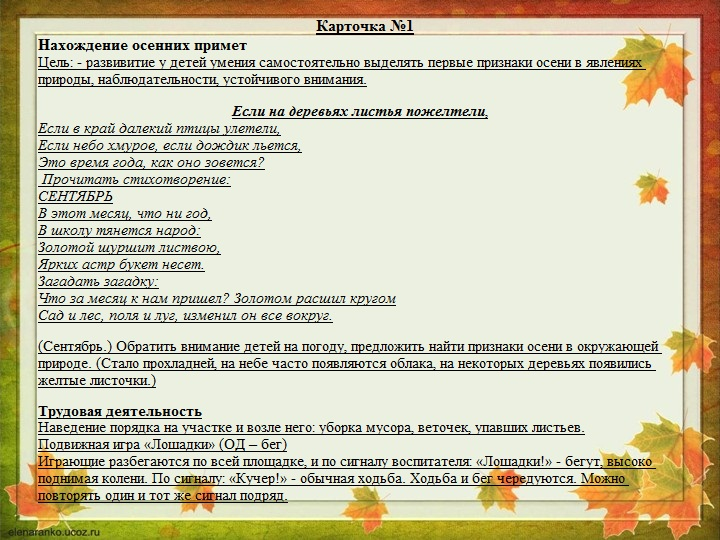 Карточка №1
Нахождение осенних примет
Цель: - развивитие у детей умения самостоятельно выделять первые признаки осени в явлениях
природы, наблюдательности, устойчивого внимания.
Если на деревьях листья пожелтели,
Если в край далекий птицы улетели,
Если небо хмурое, если дождик льется,
Это время года, как оно зовется?
Прочитать стихотворение:
СЕНТЯБРЬ
В этот месяц, что ни год,
В школу тянется народ:
Золотой шуршит листвою,
Ярких астр букет несет.
Загадать загадку:
Что за месяц к нам пришел? Золотом расшил кругом
Сад и лес, поля и луг, изменил он все вокруг.
(Сентябрь.) Обратить внимание детей на погоду, предложить найти признаки осени в окружающей
природе. (Стало прохладней, на небе часто появляются облака, на некоторых деревьях появились
желтые листочки.)
Трудовая деятельность
Наведение порядка на участке и возле него: уборка мусора, веточек, упавших листьев.
Подвижная игра «Лошадки» (ОД – бег)
Играющие разбегаются по всей площадке, и по сигналу воспитателя: «Лошадки!» - бегут, высоко
поднимая колени. По сигналу: «Кучер!» - обычная ходьба. Ходьба и бег чередуются. Можно
повторять один и тот же сигнал подряд.
elenaranko.ucoz.ru